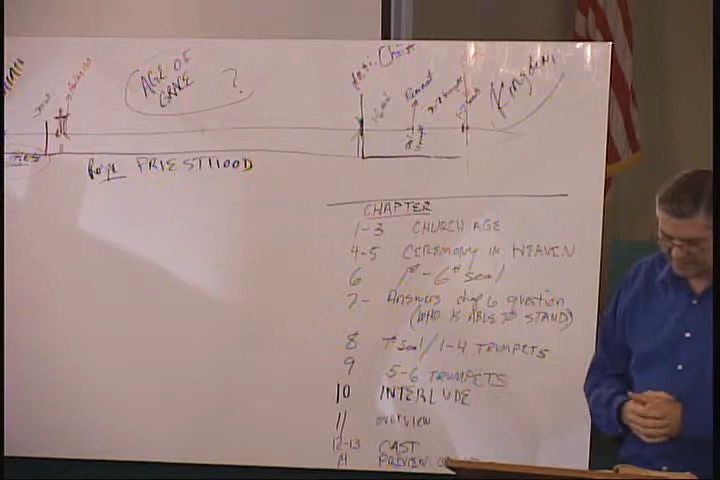 AGE OF
GRACE ?
Anti-Christ
Kingdom
PRIESTHOOD
CHAPTER
1-3 CHURCH AGE
4-5 CEREMONY IN HEAVEN
6 1st - 6th Seal
7- Answers chap 6 question
(WHO IS ABLE TO STAND)
8 7th Seal / 1-4 TRUMPETS
9 5-6 TRUMPETS
10 INTERLUDE
11 OVERVIEW
12-13 CAST
14 PREVIEW